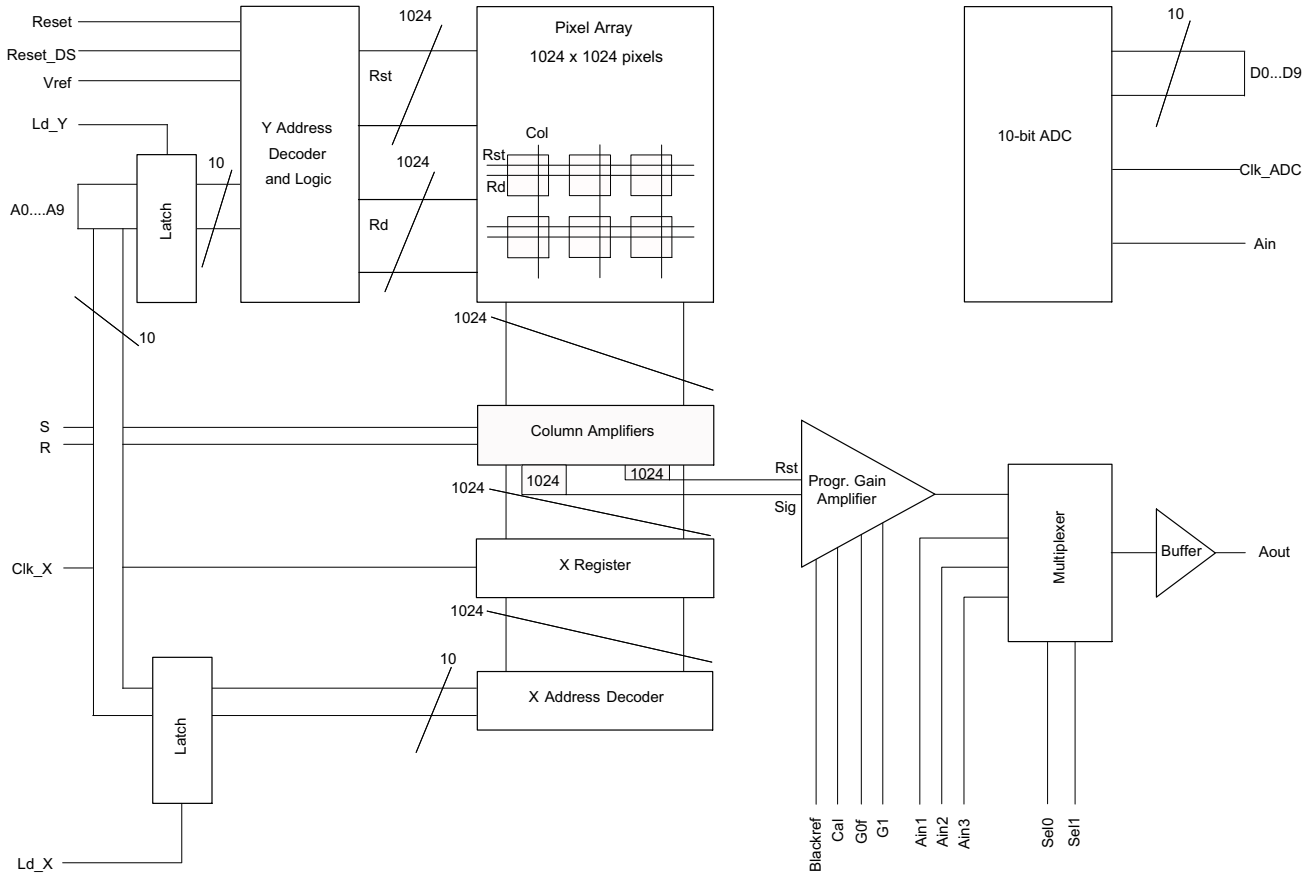 Reset
Reset_DS
Vref
Ld_Y
A0....A9
Latch
10
10
Y Address
Decoder
and Logic
1024
Rst
1024
Rd
Pixel Array
1024 x 1024 pixels
Col
Rst
Rd
10
10-bit ADC
D0...D9
Clk_ADC
Ain
1024
S
R
Column Amplifiers
1024
1024
1024
Rst
Sig
Progr. Gain
Amplifier
Multiplexer
Buffer
Aout
Clk_X
X Register
1024
10
X Address Decoder
Latch
Ld_X
Blackref
Cal
G0f
G1
Ain1
Ain2
Ain3
Sel0
Sel1